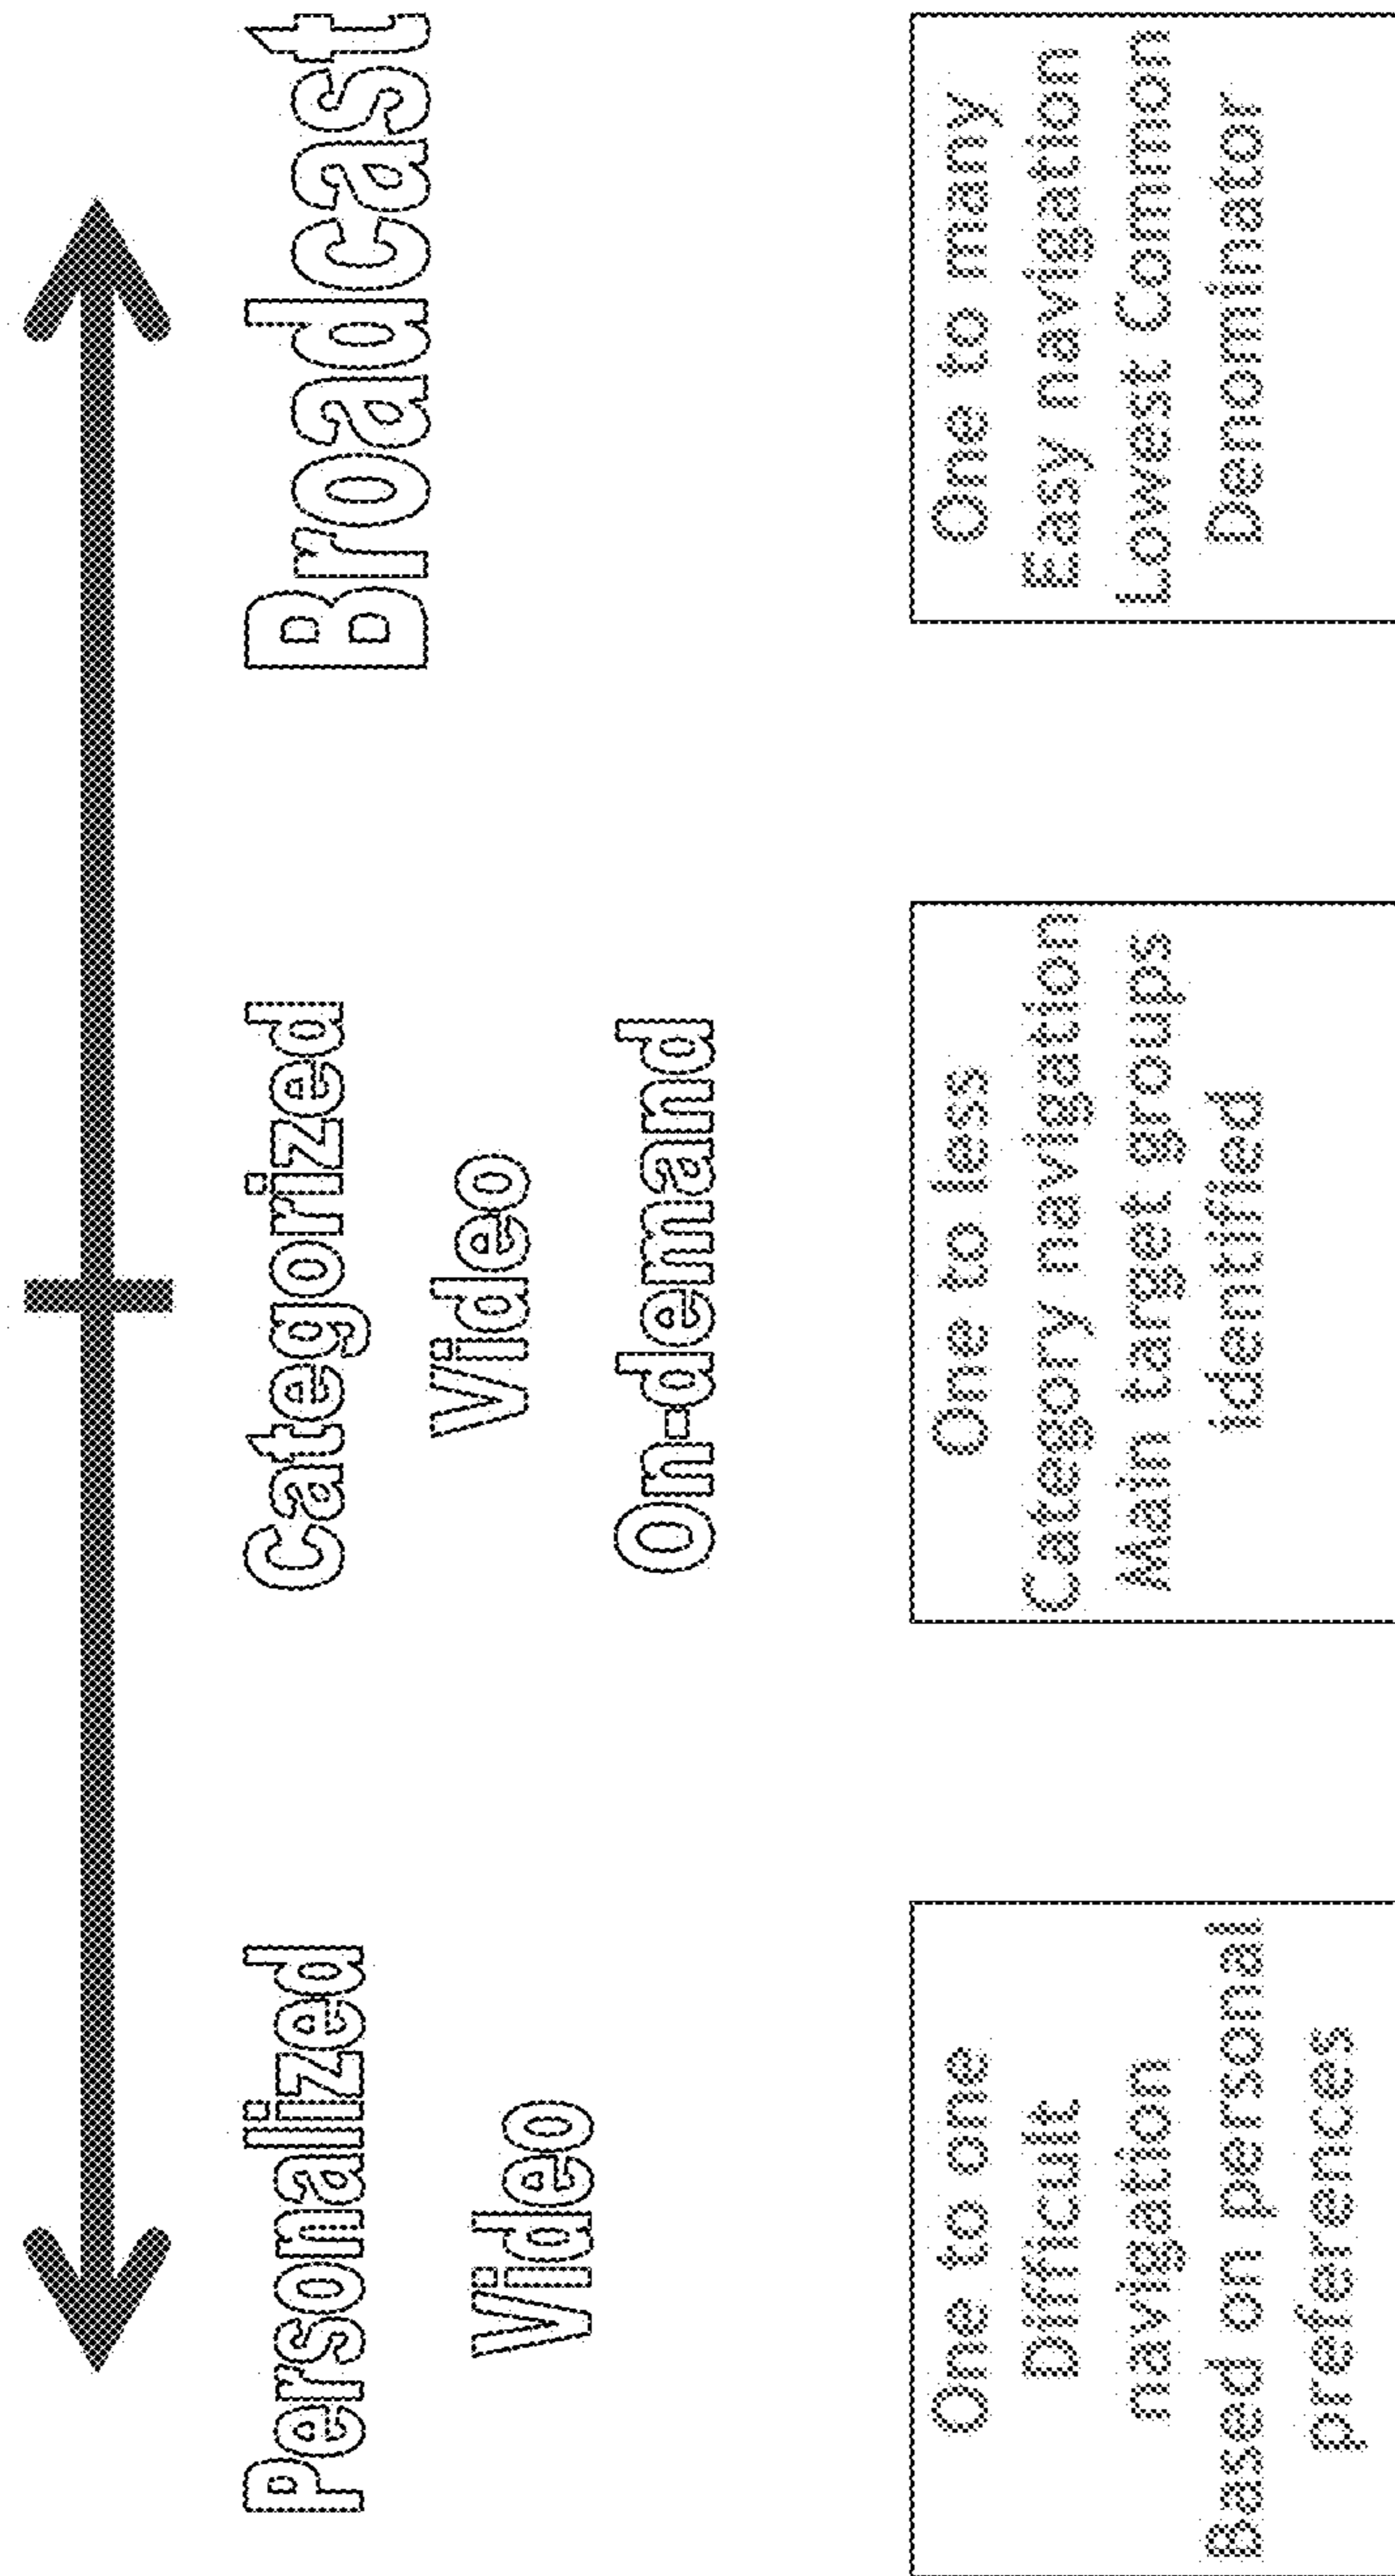 Personalized
Video
Categorized
Video
On-demand
Broadcast
One to one
Difficult
navigation
Based on personal
preferences
One to less
Category navigation
Main target groups
identified
One to many
Easy navigation
Lowest Common
Denominator